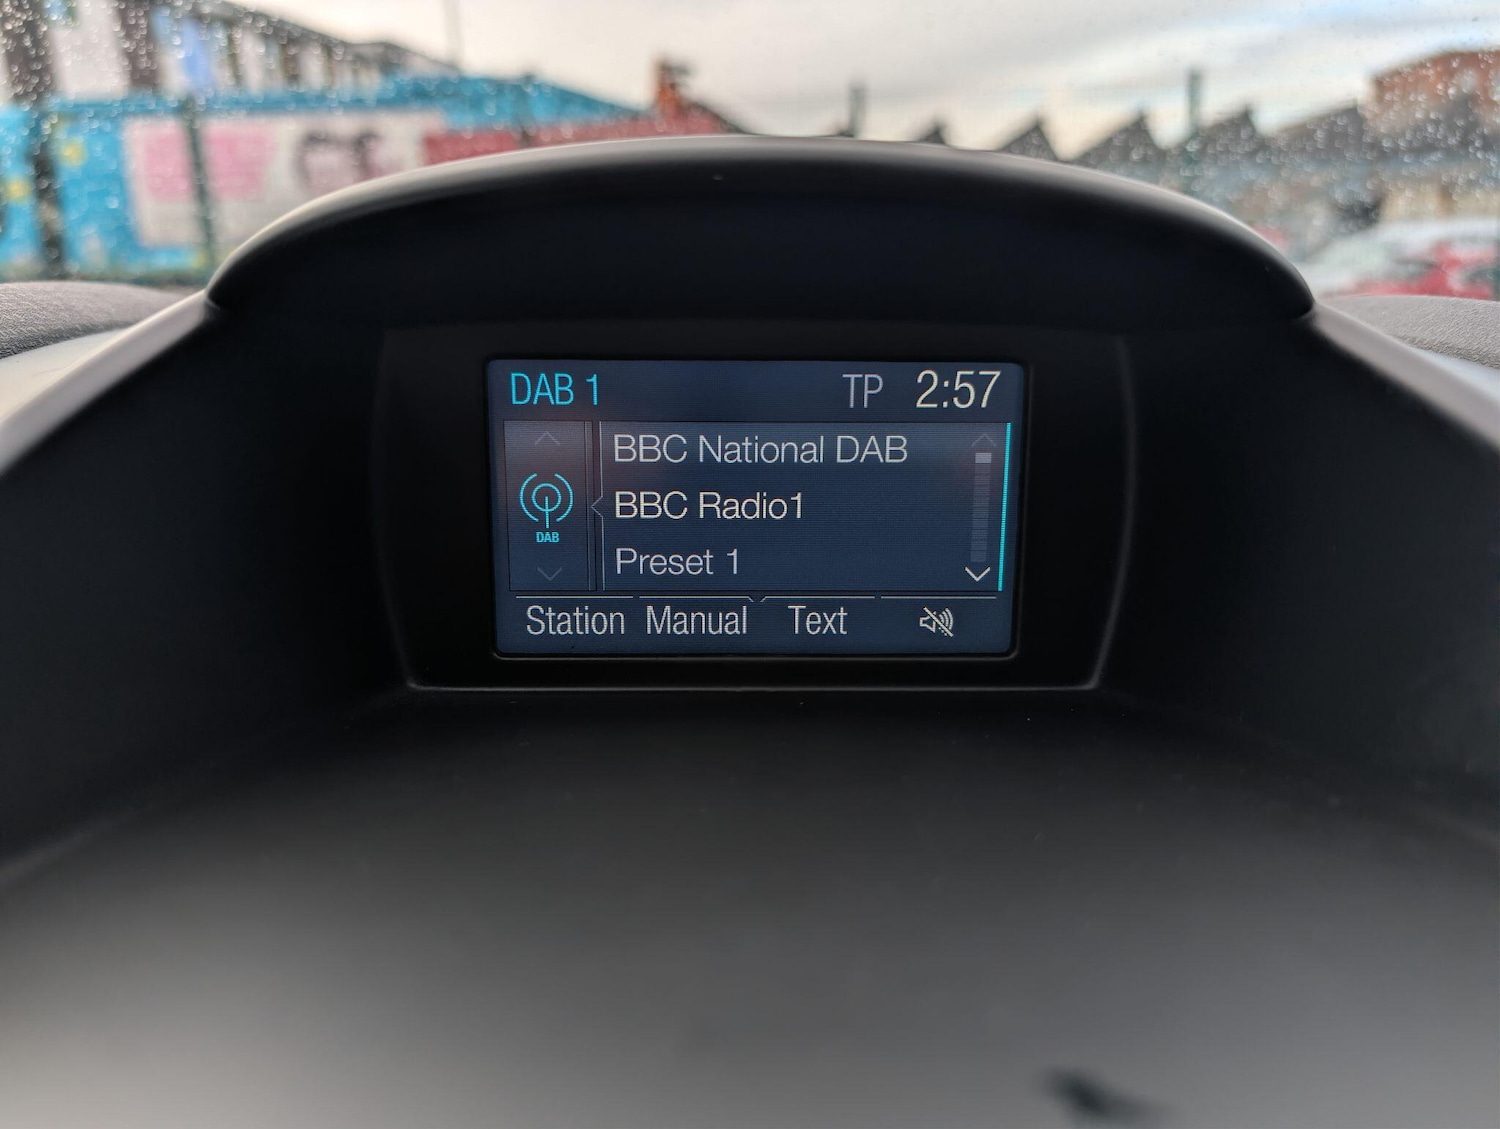 DAB 1 TP 2:57
BBC National DAB
BBC Radio1
DAB
Preset 1
Station Manual Text